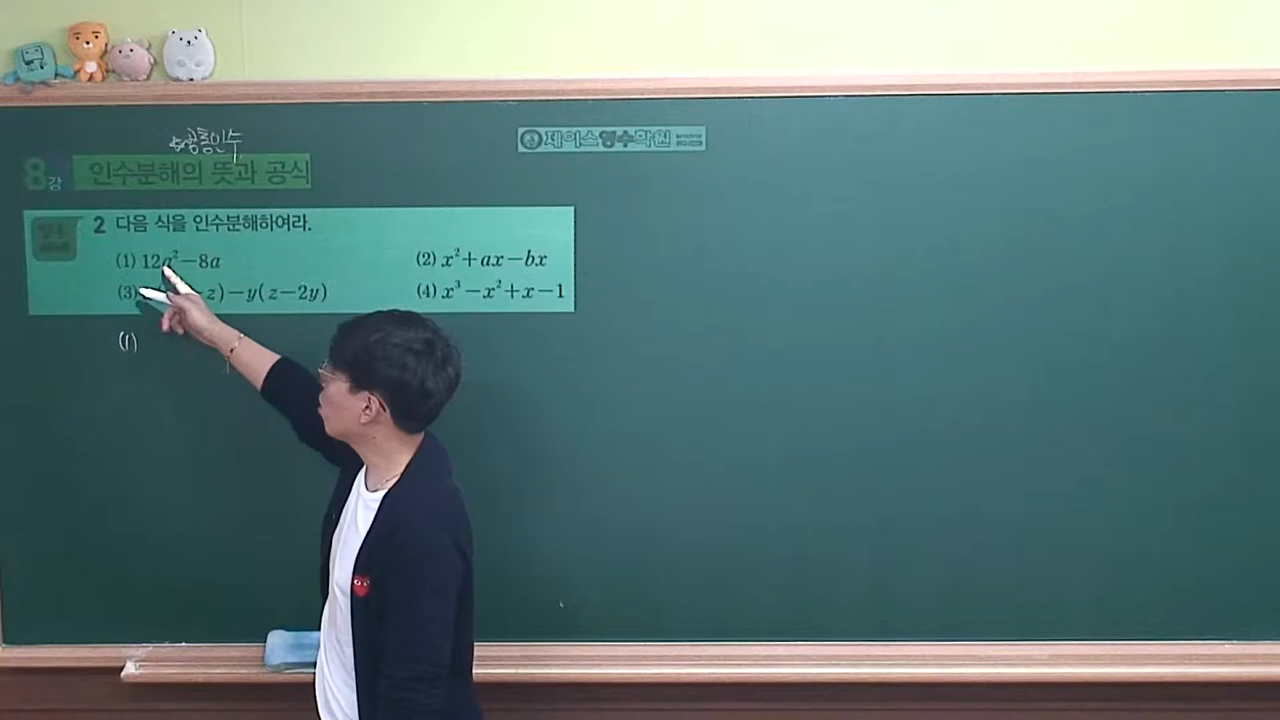 공통인수
제이스영수학원
8강 인수분해의 뜻과 공식
2 다음 식을 인수분해하여라.
(1) 12a²−8a (2) x²+ax−bx
(3) z)−y(z−2y) (4) x³−x²+x−1
(1)